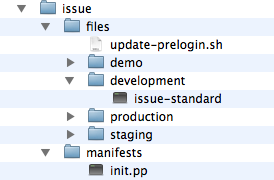 issue
files
update-prelogin.sh
demo
development
issue-standard
production
staging
manifests
init.pp